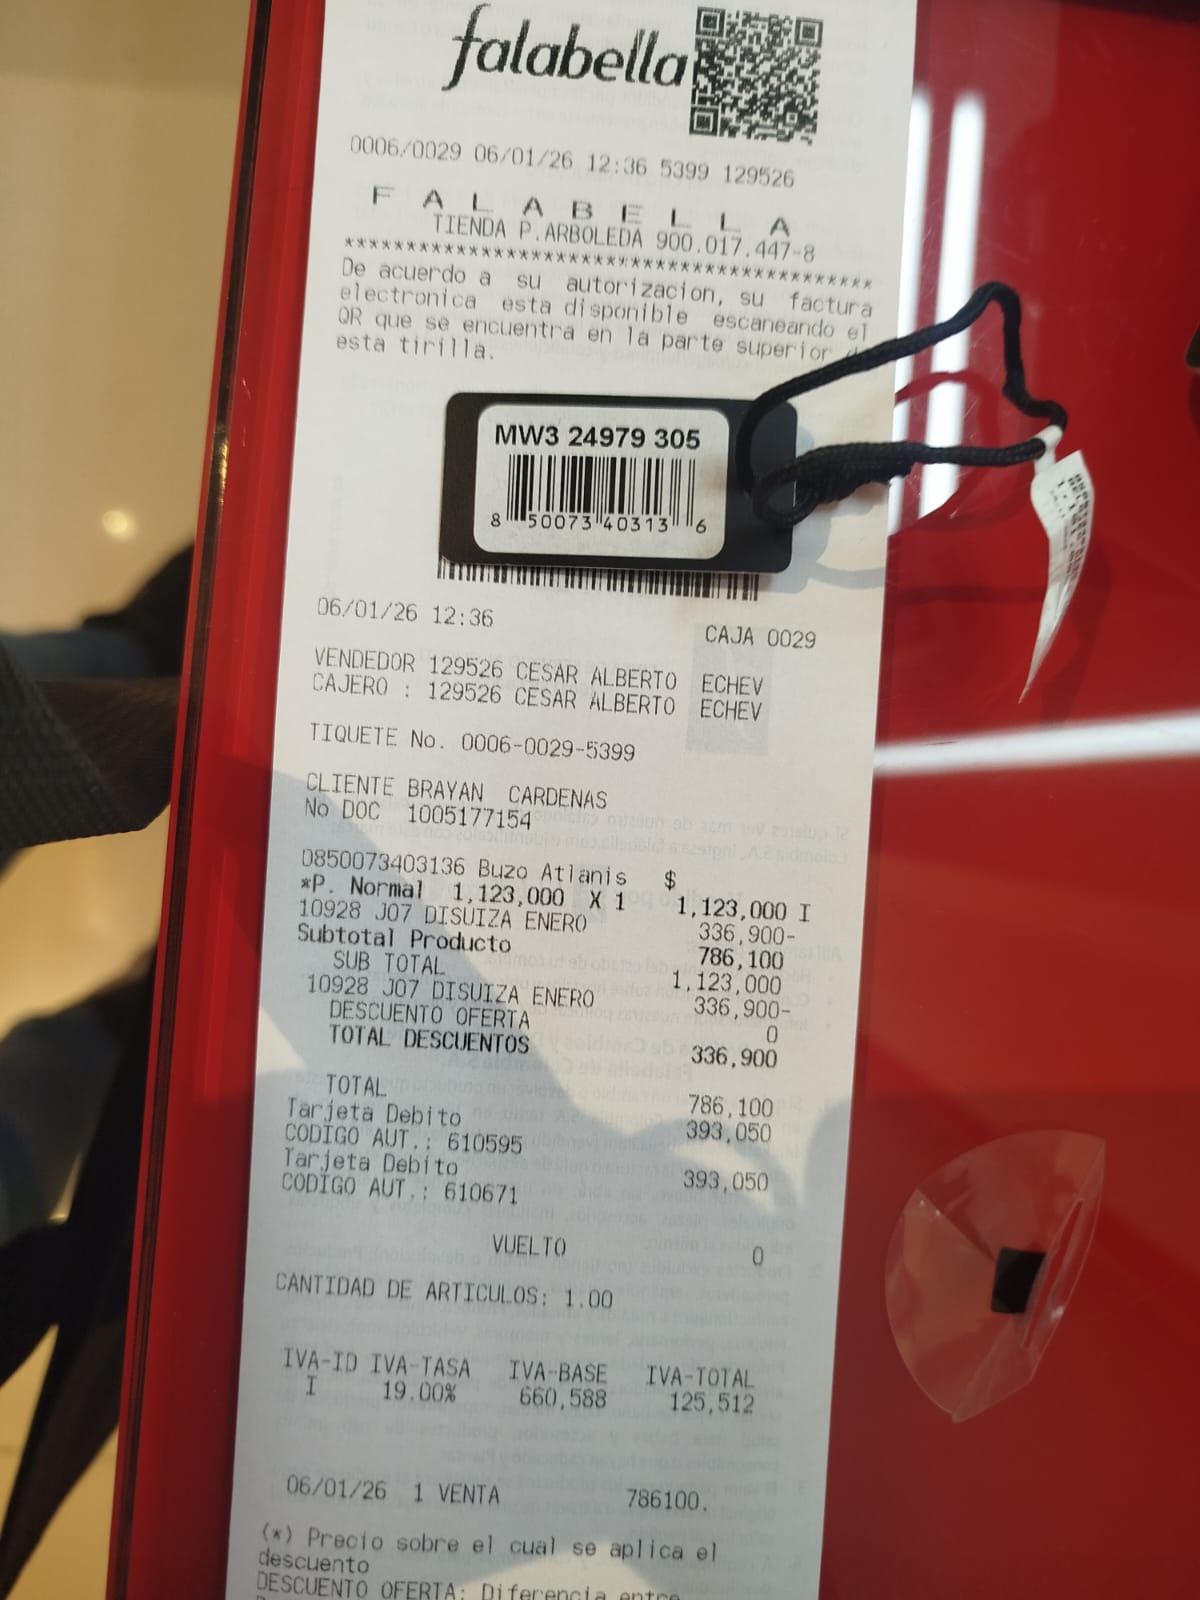 falabella
0006/0029 06/01/26 12:36 5399 129526
F A L A B E L L A
TIENDA P.ARBOLEDA 900.017.447-8
******************************************
De acuerdo a su autorizacion, su factura
electronica esta disponible escaneando el
QR que se encuentra en la parte superior
esta tirilla.
MW3 24979 305
8 50073 40313 6
06/01/26 12:36 CAJA 0029
VENDEDOR 129526 CESAR ALBERTO ECHEV
CAJERO : 129526 CESAR ALBERTO ECHEV
TIQUETE No. 0006-0029-5399
CLIENTE BRAYAN CARDENAS
No DOC 1005177154
0850073403136 Buzo Atlanis $
*P. Normal 1,123,000 X 1 1,123,000 I
10928 J07 DISUIZA ENERO 336,900-
Subtotal Producto 786,100
SUB TOTAL 1,123,000
10928 J07 DISUIZA ENERO 336,900-
DESCUENTO OFERTA 0
TOTAL DESCUENTOS 336,900
TOTAL 786,100
Tarjeta Debito 393,050
CODIGO AUT.: 610595
Tarjeta Debito 393,050
CODIGO AUT.: 610671
VUELTO 0
CANTIDAD DE ARTICULOS: 1.00
IVA-ID IVA-TASA IVA-BASE IVA-TOTAL
I 19.00% 660,588 125,512
06/01/26 1 VENTA 786100.
(*) Precio sobre el cual se aplica el
descuento
DESCUENTO OFERTA: Diferencia entre